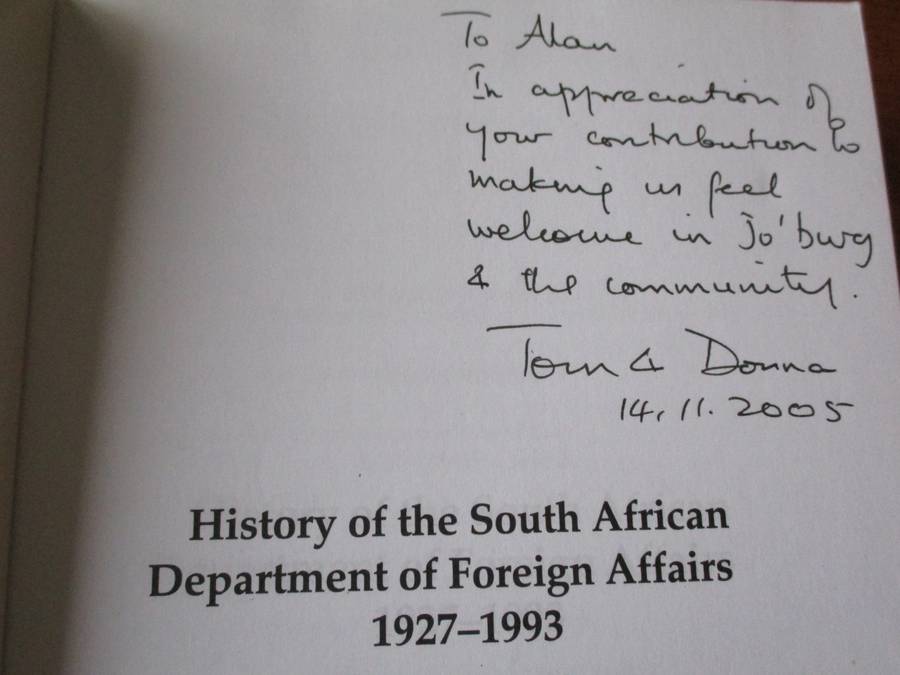 To Alan
In appreciation of
your contribution to
making us feel
welcome in Jo'burg
& the community.
Tom & Donna
14.11.2005
History of the South African
Department of Foreign Affairs
1927–1993